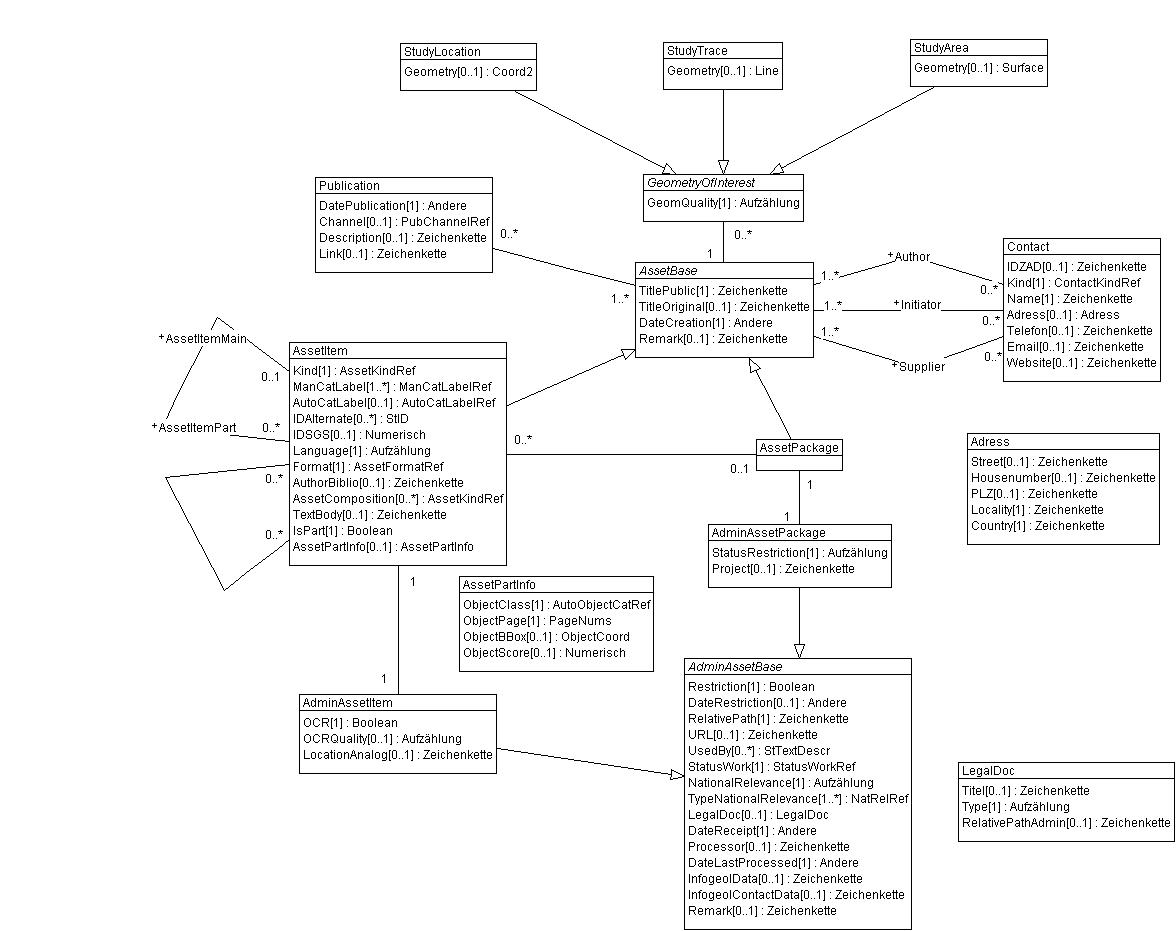 StudyLocation
Geometry[0..1] : Coord2
StudyTrace
Geometry[0..1] : Line
StudyArea
Geometry[0..1] : Surface
GeometryOfInterest
GeomQuality[1] : Aufzählung
Publication
DatePublication[1] : Andere
Channel[0..1] : PubChannelRef
Description[0..1] : Zeichenkette
Link[0..1] : Zeichenkette
0..*
1..*
0..*
1
AssetBase
TitlePublic[1] : Zeichenkette
TitleOriginal[0..1] : Zeichenkette
DateCreation[1] : Andere
Remark[0..1] : Zeichenkette
1..*
+Author
0..*
1..*
+Initiator
0..*
1..*
+Supplier
0..*
Contact
IDZAD[0..1] : Zeichenkette
Kind[1] : ContactKindRef
Name[1] : Zeichenkette
Adress[0..1] : Adress
Telefon[0..1] : Zeichenkette
Email[0..1] : Zeichenkette
Website[0..1] : Zeichenkette
+AssetItemMain
0..1
+AssetItemPart
0..*
0..*
0..*
AssetItem
Kind[1] : AssetKindRef
ManCatLabel[1..*] : ManCatLabelRef
AutoCatLabel[0..1] : AutoCatLabelRef
IDAlternate[0..*] : StID
IDSGS[0..1] : Numerisch
Language[1] : Aufzählung
Format[1] : AssetFormatRef
AuthorBiblio[0..1] : Zeichenkette
AssetComposition[0..*] : AssetKindRef
TextBody[0..1] : Zeichenkette
IsPart[1] : Boolean
AssetPartInfo[0..1] : AssetPartInfo
0..*
0..1
AssetPackage
1
1
Adress
Street[0..1] : Zeichenkette
Housenumber[0..1] : Zeichenkette
PLZ[0..1] : Zeichenkette
Locality[1] : Zeichenkette
Country[1] : Zeichenkette
AdminAssetPackage
StatusRestriction[1] : Aufzählung
Project[0..1] : Zeichenkette
1
1
AssetPartInfo
ObjectClass[1] : AutoObjectCatRef
ObjectPage[1] : PageNums
ObjectBBox[0..1] : ObjectCoord
ObjectScore[0..1] : Numerisch
AdminAssetItem
OCR[1] : Boolean
OCRQuality[0..1] : Aufzählung
LocationAnalog[0..1] : Zeichenkette
AdminAssetBase
Restriction[1] : Boolean
DateRestriction[0..1] : Andere
RelativePath[1] : Zeichenkette
URL[0..1] : Zeichenkette
UsedBy[0..*] : StTextDescr
StatusWork[1] : StatusWorkRef
NationalRelevance[1] : Aufzählung
TypeNationalRelevance[1..*] : NatRelRef
LegalDoc[0..1] : LegalDoc
DateReceipt[1] : Andere
Processor[0..1] : Zeichenkette
DateLastProcessed[1] : Andere
InfogeolData[0..1] : Zeichenkette
InfogeolContactData[0..1] : Zeichenkette
Remark[0..1] : Zeichenkette
LegalDoc
Titel[0..1] : Zeichenkette
Type[1] : Aufzählung
RelativePathAdmin[0..1] : Zeichenkette